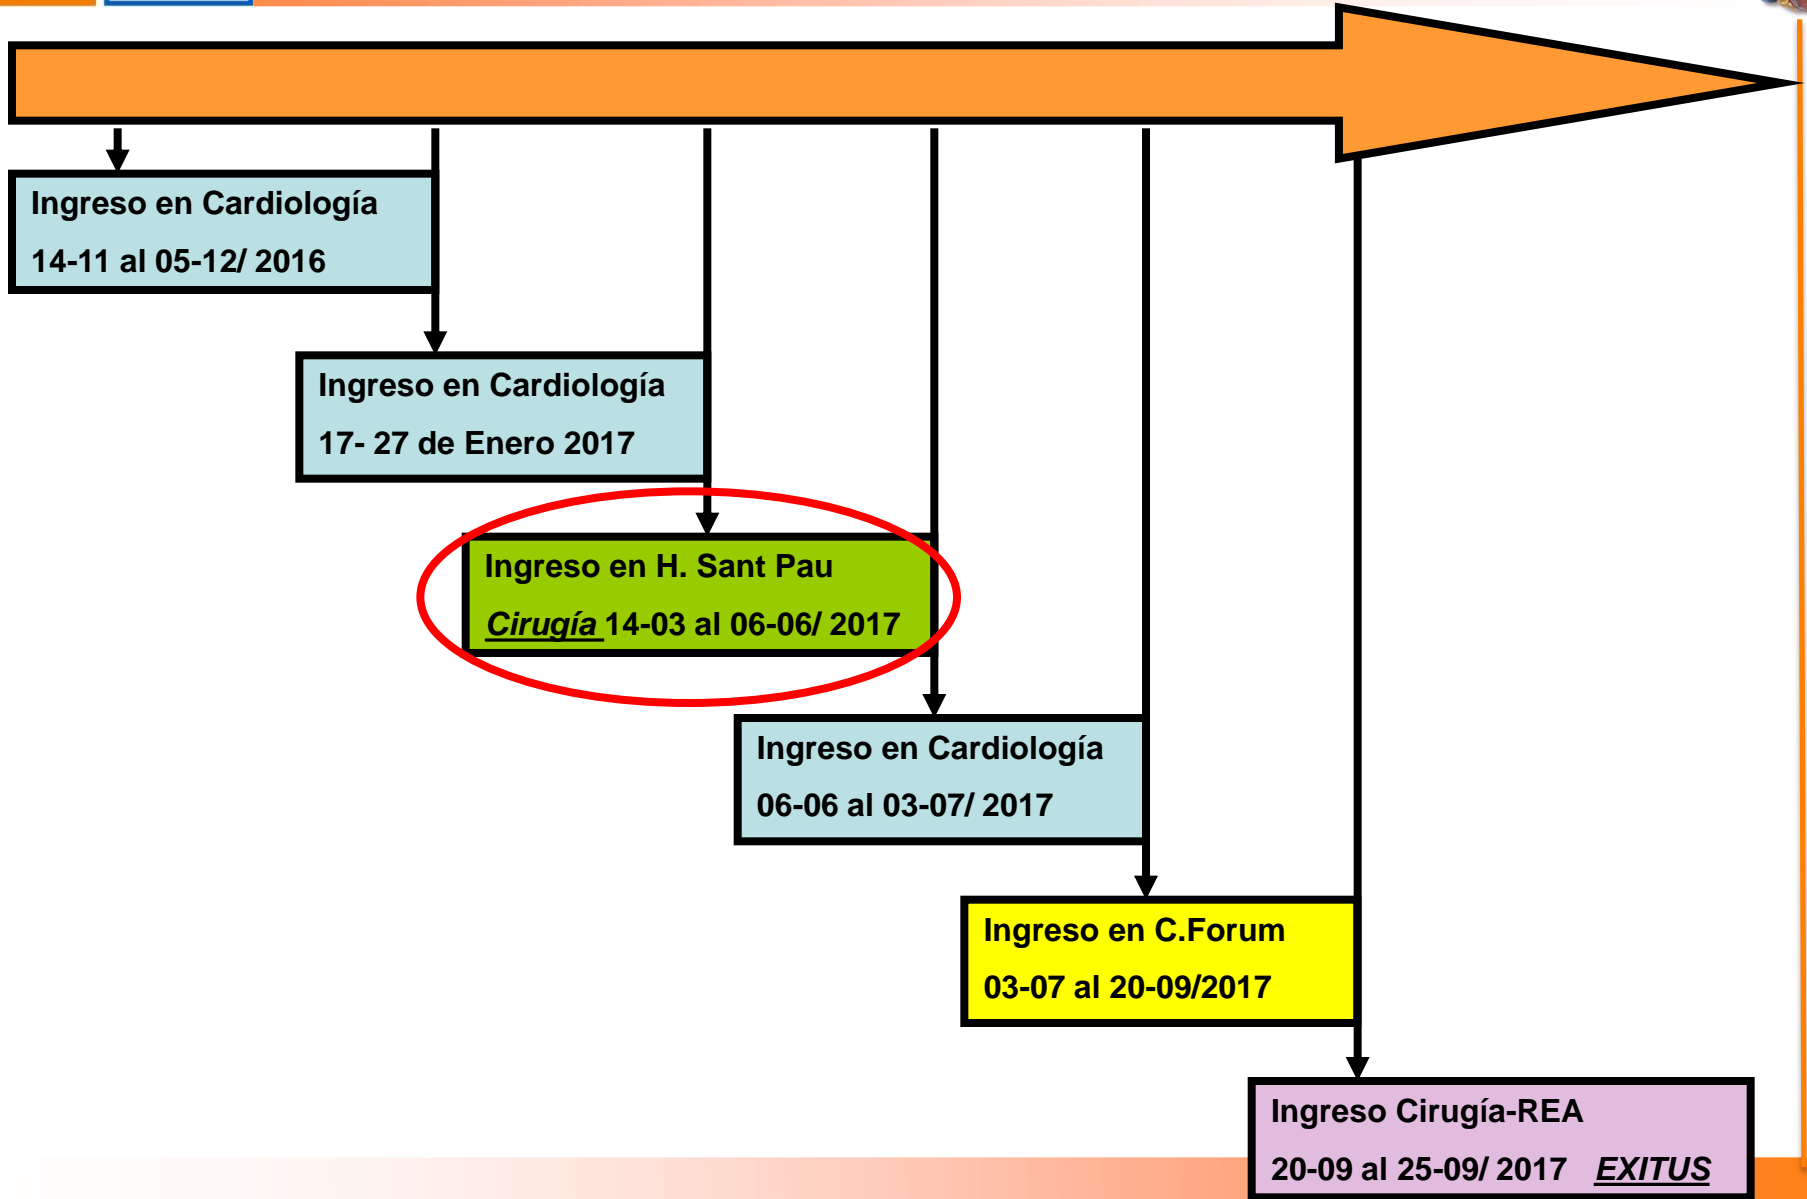 Ingreso en Cardiología
14-11 al 05-12/ 2016
Ingreso en Cardiología
17- 27 de Enero 2017
Ingreso en H. Sant Pau
Cirugía 14-03 al 06-06/ 2017
Ingreso en Cardiología
06-06 al 03-07/ 2017
Ingreso en C.Forum
03-07 al 20-09/2017
Ingreso Cirugía-REA
20-09 al 25-09/ 2017 EXITUS